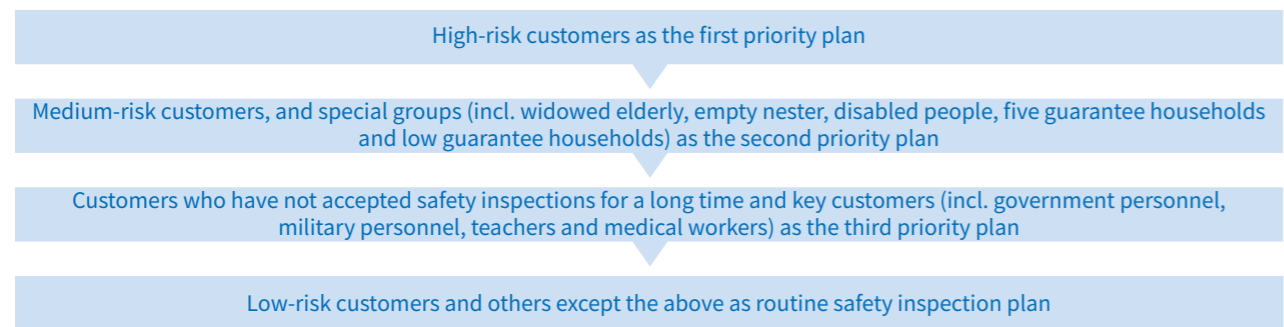 High-risk customers as the first priority plan
Medium-risk customers, and special groups (incl. widowed elderly, empty nester, disabled people, five guarantee households
and low guarantee households) as the second priority plan
Customers who have not accepted safety inspections for a long time and key customers (incl. government personnel,
military personnel, teachers and medical workers) as the third priority plan
Low-risk customers and others except the above as routine safety inspection plan